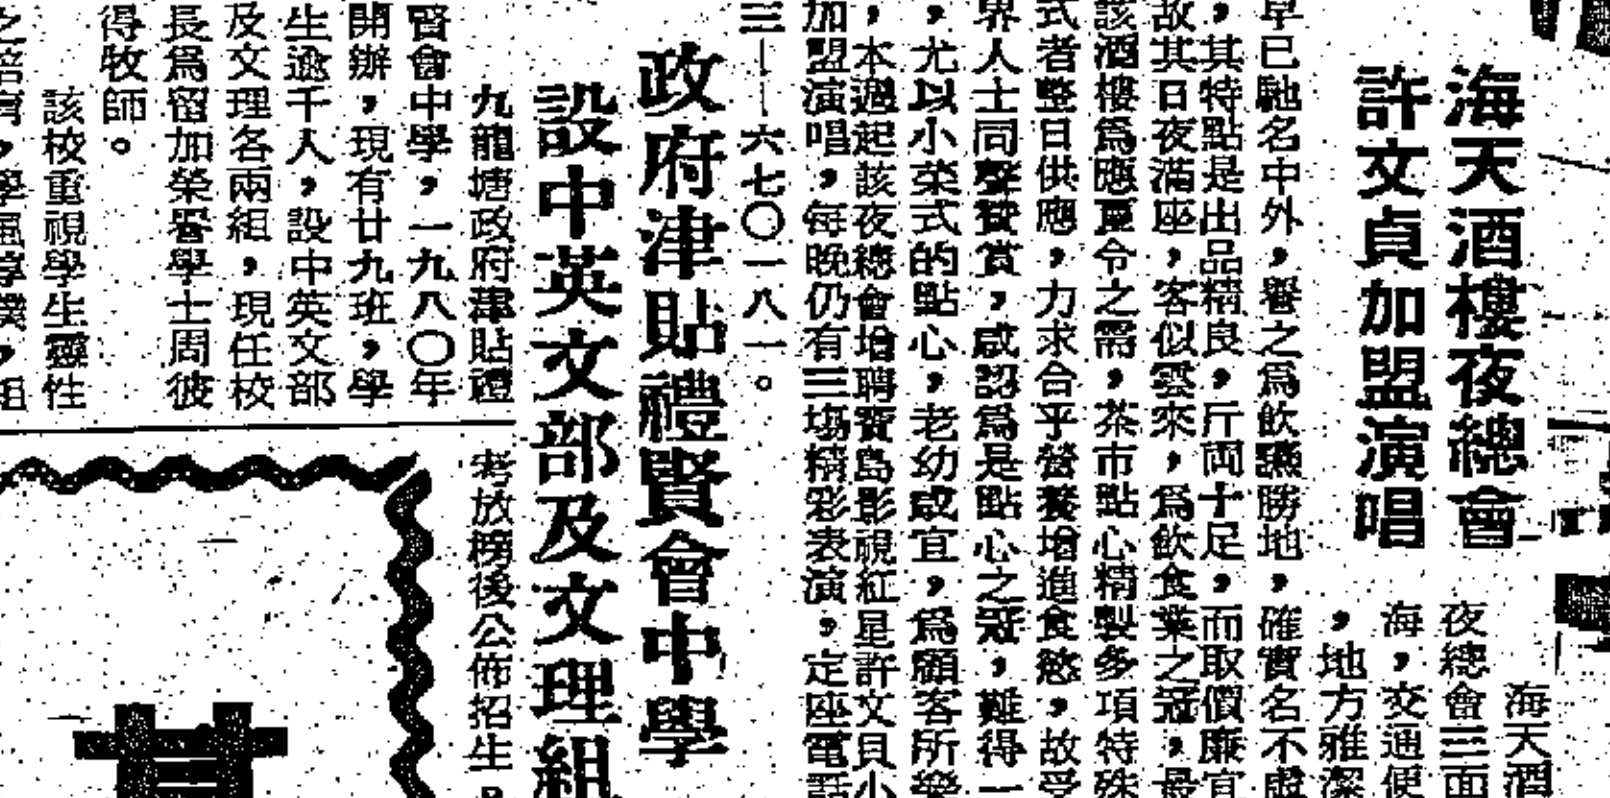 海天酒樓夜總會
許文貞加盟演唱
海天酒
夜總會三面
海，交通便
，地方雅潔
早已馳名中外，譽之為飲讌勝地，確實名不虛
，其特點是出品精良，斤両十足，而取價廉宜
故其日夜滿座，客似雲來，為飲食業之冠，最
該酒樓為應夏令之需，茶市點心精製多項特殊
式者整日供應，力求合乎營養增進食慾，故受
界人士同聲贊賞，咸認為是點心之冠，難得一
，尤以小菜式的點心，老幼咸宜，為顧客所樂
，本週起該夜總會增聘寶島影視紅星許文貝小
加盟演唱，每晚仍有三場精彩表演，定座電話
三——六七〇一八一。
政府津貼禮賢會中學
設中英文部及文理組
九龍塘政府津貼禮
賢會中學，一九八〇年
開辦，現有廿九班，學
生逾千人，設中英文部
及文理各兩組，現任校
長為留加榮譽學士周彼
得牧師。
該校重視學生靈性
之培育，學風淳樸，組
考放榜後公佈招生。